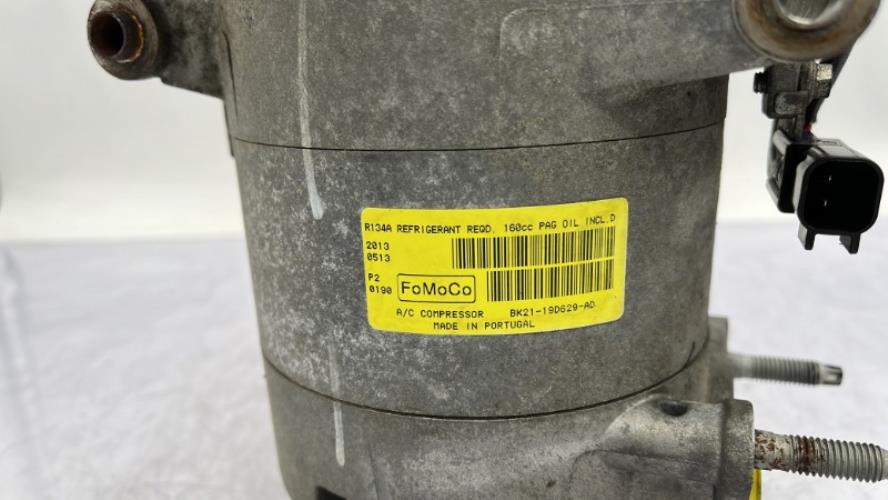 R134A REFRIGERANT REQD. 160cc PAG OIL INCL.D
2013
0513
P2
0190
FoMoCo
A/C COMPRESSOR BK21-19D629-AD
MADE IN PORTUGAL